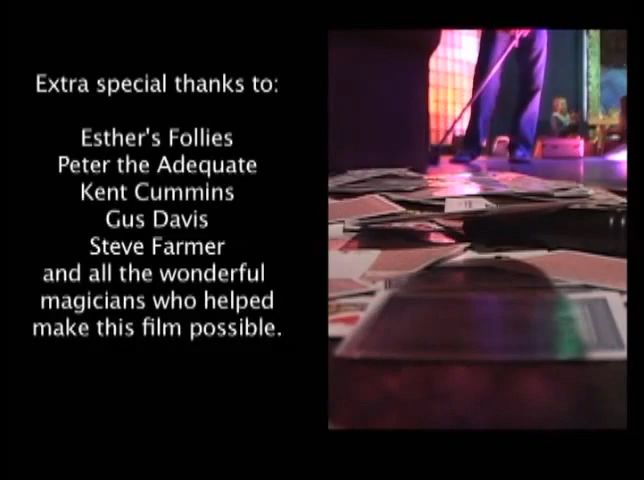 Extra special thanks to:
Esther's Follies
Peter the Adequate
Kent Cummins
Gus Davis
Steve Farmer
and all the wonderful
magicians who helped
make this film possible.